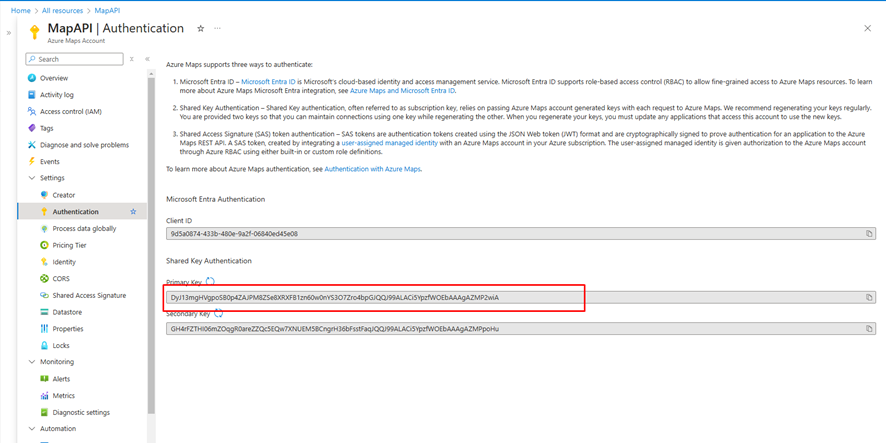 Home > All resources > MapAPI
MapAPI | Authentication
Azure Maps Account
Search
Overview
Activity log
Access control (IAM)
Tags
Diagnose and solve problems
Events
Settings
Creator
Authentication
Process data globally
Pricing Tier
Identity
CORS
Shared Access Signature
Datastore
Properties
Locks
Monitoring
Alerts
Metrics
Diagnostic settings
Automation
Azure Maps supports three ways to authenticate:
1. Microsoft Entra ID – Microsoft Entra ID is Microsoft's cloud-based identity and access management service. Microsoft Entra ID supports role-based access control (RBAC) to allow fine-grained access to Azure Maps resources. To learn
more about Azure Maps Microsoft Entra integration, see Azure Maps and Microsoft Entra ID.
2. Shared Key Authentication – Shared Key authentication, often referred to as subscription key, relies on passing Azure Maps account generated keys with each request to Azure Maps. We recommend regenerating your keys regularly.
You are provided two keys so that you can maintain connections using one key while regenerating the other. When you regenerate your keys, you must update any applications that access this account to use the new keys.
3. Shared Access Signature (SAS) token authentication – SAS tokens are authentication tokens created using the JSON Web token (JWT) format and are cryptographically signed to prove authentication for an application to the Azure
Maps REST API. A SAS token, created by integrating a user-assigned managed identity with an Azure Maps account in your Azure subscription. The user-assigned managed identity is given authorization to the Azure Maps account
through Azure RBAC using either built-in or custom role definitions.
To learn more about Azure Maps authentication, see Authentication with Azure Maps.
Microsoft Entra Authentication
Client ID
9d5a0874-433b-480e-9a2f-06840ed45e08
Shared Key Authentication
Primary Key
Secondary Key